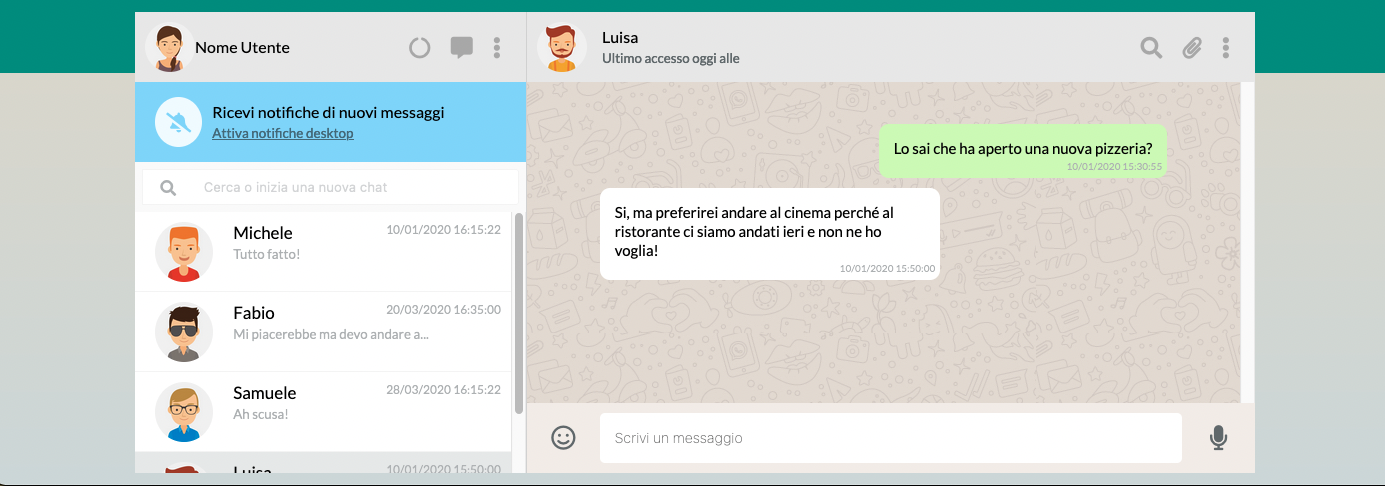 Nome Utente
Ricevi notifiche di nuovi messaggi
Attiva notifiche desktop
Cerca o inizia una nuova chat
Michele 10/01/2020 16:15:22
Tutto fatto!
Fabio 20/03/2020 16:35:00
Mi piacerebbe ma devo andare a...
Samuele 28/03/2020 16:15:22
Ah scusa!
Luisa 10/01/2020 15:50:00
Luisa
Ultimo accesso oggi alle
Lo sai che ha aperto una nuova pizzeria?
10/01/2020 15:30:55
Si, ma preferirei andare al cinema perché al
ristorante ci siamo andati ieri e non ne ho
voglia!
10/01/2020 15:50:00
Scrivi un messaggio